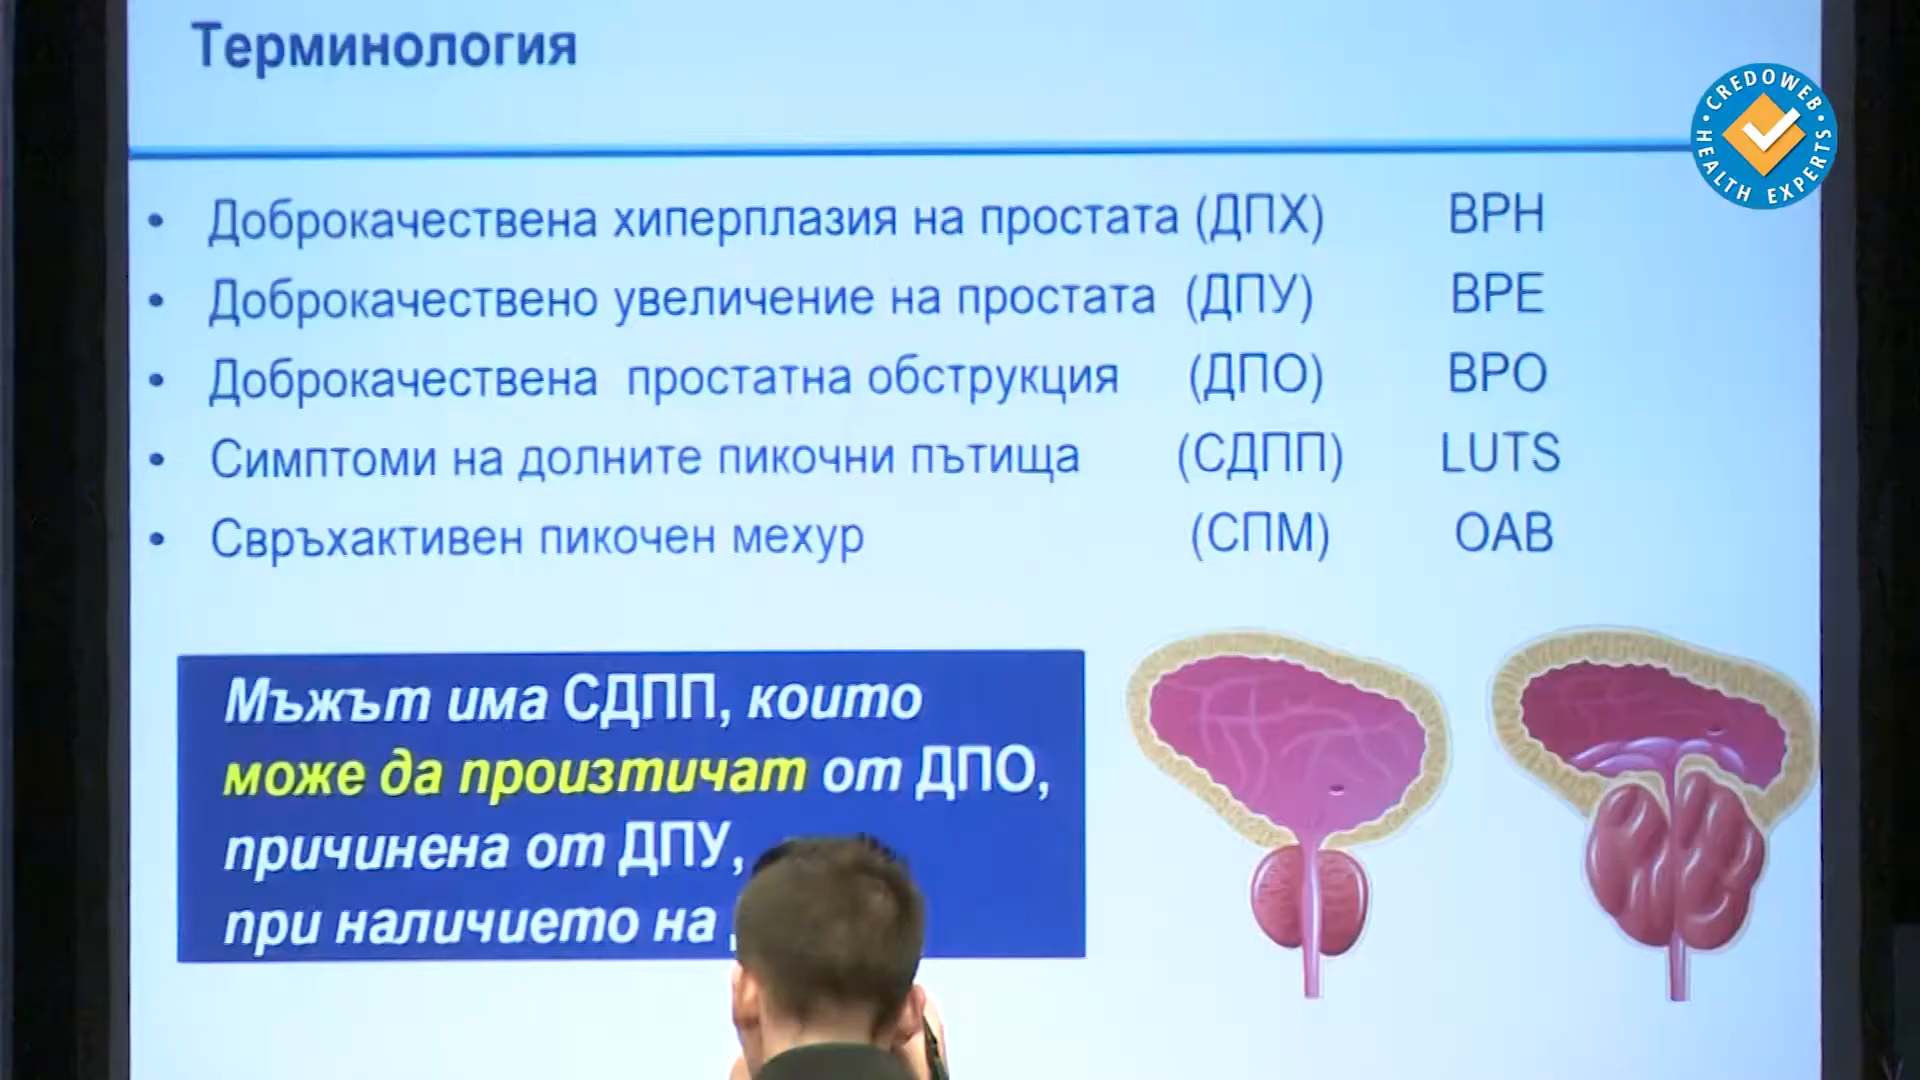 Терминология
CREDOWEB
HEALTH EXPERTS
• Доброкачествена хиперплазия на простата (ДПХ) BPH
• Доброкачествено увеличение на простата (ДПУ) BPE
• Доброкачествена простатна обструкция (ДПО) BPO
• Симптоми на долните пикочни пътища (СДПП) LUTS
• Свръхактивен пикочен мехур (СПМ) OAB
Мъжът има СДПП, които
може да произтичат от ДПО,
причинена от ДПУ,
при наличието на